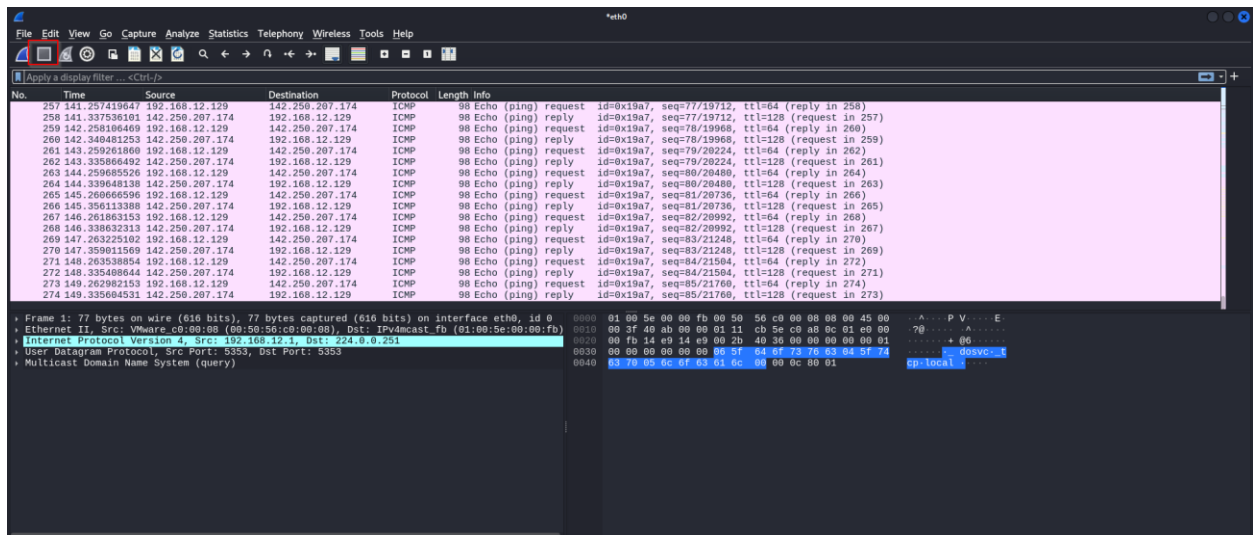 *eth0
File Edit View Go Capture Analyze Statistics Telephony Wireless Tools Help
Apply a display filter ... <Ctrl-/>
No. Time Source Destination Protocol Length Info
257 141.257419647 192.168.12.129 142.250.207.174 ICMP 98 Echo (ping) request id=0x19a7, seq=77/19712, ttl=64 (reply in 258)
258 141.337536101 142.250.207.174 192.168.12.129 ICMP 98 Echo (ping) reply id=0x19a7, seq=77/19712, ttl=128 (request in 257)
259 142.258106469 192.168.12.129 142.250.207.174 ICMP 98 Echo (ping) request id=0x19a7, seq=78/19968, ttl=64 (reply in 260)
260 142.340481253 142.250.207.174 192.168.12.129 ICMP 98 Echo (ping) reply id=0x19a7, seq=78/19968, ttl=128 (request in 259)
261 143.259261860 192.168.12.129 142.250.207.174 ICMP 98 Echo (ping) request id=0x19a7, seq=79/20224, ttl=64 (reply in 262)
262 143.335866492 142.250.207.174 192.168.12.129 ICMP 98 Echo (ping) reply id=0x19a7, seq=79/20224, ttl=128 (request in 261)
263 144.259685526 192.168.12.129 142.250.207.174 ICMP 98 Echo (ping) request id=0x19a7, seq=80/20480, ttl=64 (reply in 264)
264 144.339648138 142.250.207.174 192.168.12.129 ICMP 98 Echo (ping) reply id=0x19a7, seq=80/20480, ttl=128 (request in 263)
265 145.260666596 192.168.12.129 142.250.207.174 ICMP 98 Echo (ping) request id=0x19a7, seq=81/20736, ttl=64 (reply in 266)
266 145.356113388 142.250.207.174 192.168.12.129 ICMP 98 Echo (ping) reply id=0x19a7, seq=81/20736, ttl=128 (request in 265)
267 146.261863153 192.168.12.129 142.250.207.174 ICMP 98 Echo (ping) request id=0x19a7, seq=82/20992, ttl=64 (reply in 268)
268 146.338632313 142.250.207.174 192.168.12.129 ICMP 98 Echo (ping) reply id=0x19a7, seq=82/20992, ttl=128 (request in 267)
269 147.263225102 192.168.12.129 142.250.207.174 ICMP 98 Echo (ping) request id=0x19a7, seq=83/21248, ttl=64 (reply in 270)
270 147.359011569 142.250.207.174 192.168.12.129 ICMP 98 Echo (ping) reply id=0x19a7, seq=83/21248, ttl=128 (request in 269)
271 148.263538854 192.168.12.129 142.250.207.174 ICMP 98 Echo (ping) request id=0x19a7, seq=84/21504, ttl=64 (reply in 272)
272 148.335408644 142.250.207.174 192.168.12.129 ICMP 98 Echo (ping) reply id=0x19a7, seq=84/21504, ttl=128 (request in 271)
273 149.262982153 192.168.12.129 142.250.207.174 ICMP 98 Echo (ping) request id=0x19a7, seq=85/21760, ttl=64 (reply in 274)
274 149.335604531 142.250.207.174 192.168.12.129 ICMP 98 Echo (ping) reply id=0x19a7, seq=85/21760, ttl=128 (request in 273)
Frame 1: 77 bytes on wire (616 bits), 77 bytes captured (616 bits) on interface eth0, id 0
Ethernet II, Src: VMware_c0:00:08 (00:50:56:c0:00:08), Dst: IPv4mcast_fb (01:00:5e:00:00:fb)
Internet Protocol Version 4, Src: 192.168.12.1, Dst: 224.0.0.251
User Datagram Protocol, Src Port: 5353, Dst Port: 5353
Multicast Domain Name System (query)
0000 01 00 5e 00 00 fb 00 50 56 c0 00 08 08 00 45 00 ··^····P V·····E·
0010 00 3f 40 ab 00 00 01 11 cb 5e c0 a8 0c 01 e0 00 ·?@····· ·^······
0020 00 fb 14 e9 14 e9 00 2b 40 36 00 00 00 00 00 01 ·······+ @6······
0030 00 00 00 00 00 00 06 5f 64 6f 73 76 63 04 5f 74 ·······_ dosvc·_t
0040 63 70 05 6c 6f 63 61 6c 00 00 0c 80 01 cp·local ·····